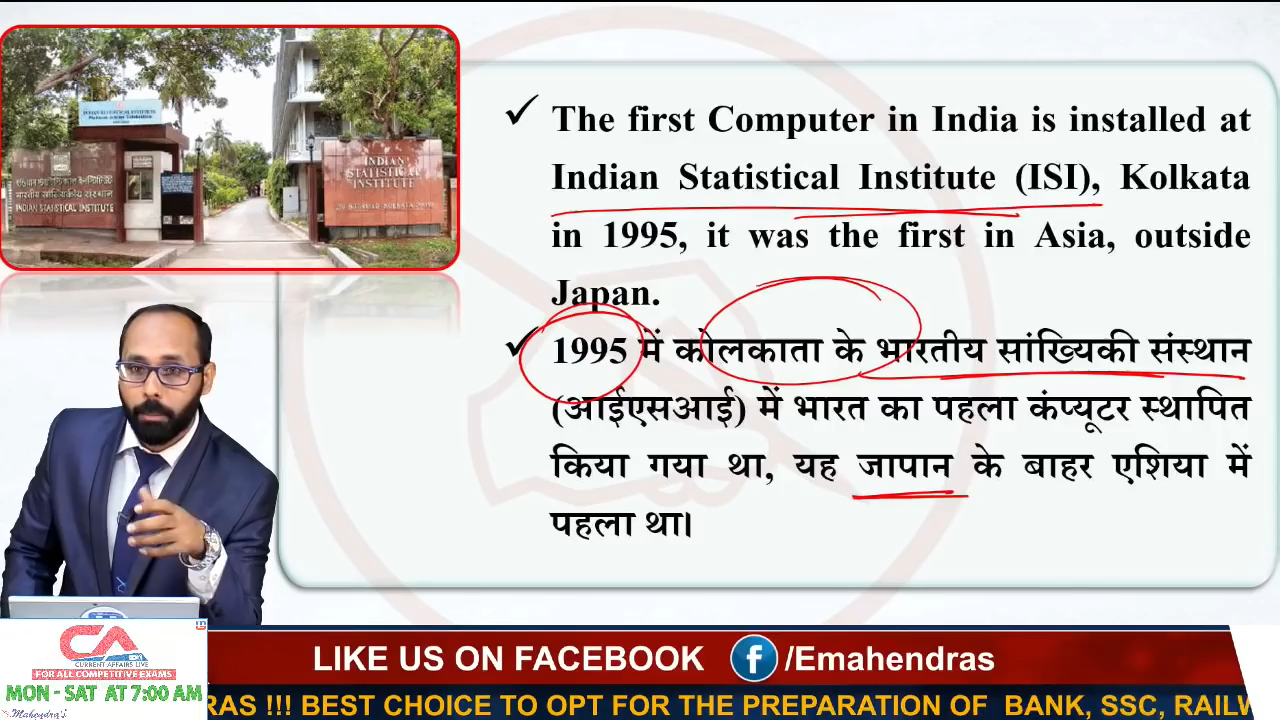 The first Computer in India is installed at
Indian Statistical Institute (ISI), Kolkata
in 1995, it was the first in Asia, outside
Japan.
1995 में कोलकाता के भारतीय सांख्यिकी संस्थान
(आईएसआई) में भारत का पहला कंप्यूटर स्थापित
किया गया था, यह जापान के बाहर एशिया में
पहला था।
भारतीय सांख्यिकीय संस्थान
INDIAN STATISTICAL INSTITUTE
INDIAN
STATISTICAL
INSTITUTE
CA
CURRENT AFFAIRS LIVE
FOR ALL COMPETITIVE EXAMS
MON - SAT AT 7:00 AM
Mahendra's
LIKE US ON FACEBOOK f /Emahendras
RAS !!! BEST CHOICE TO OPT FOR THE PREPARATION OF BANK, SSC, RAILW